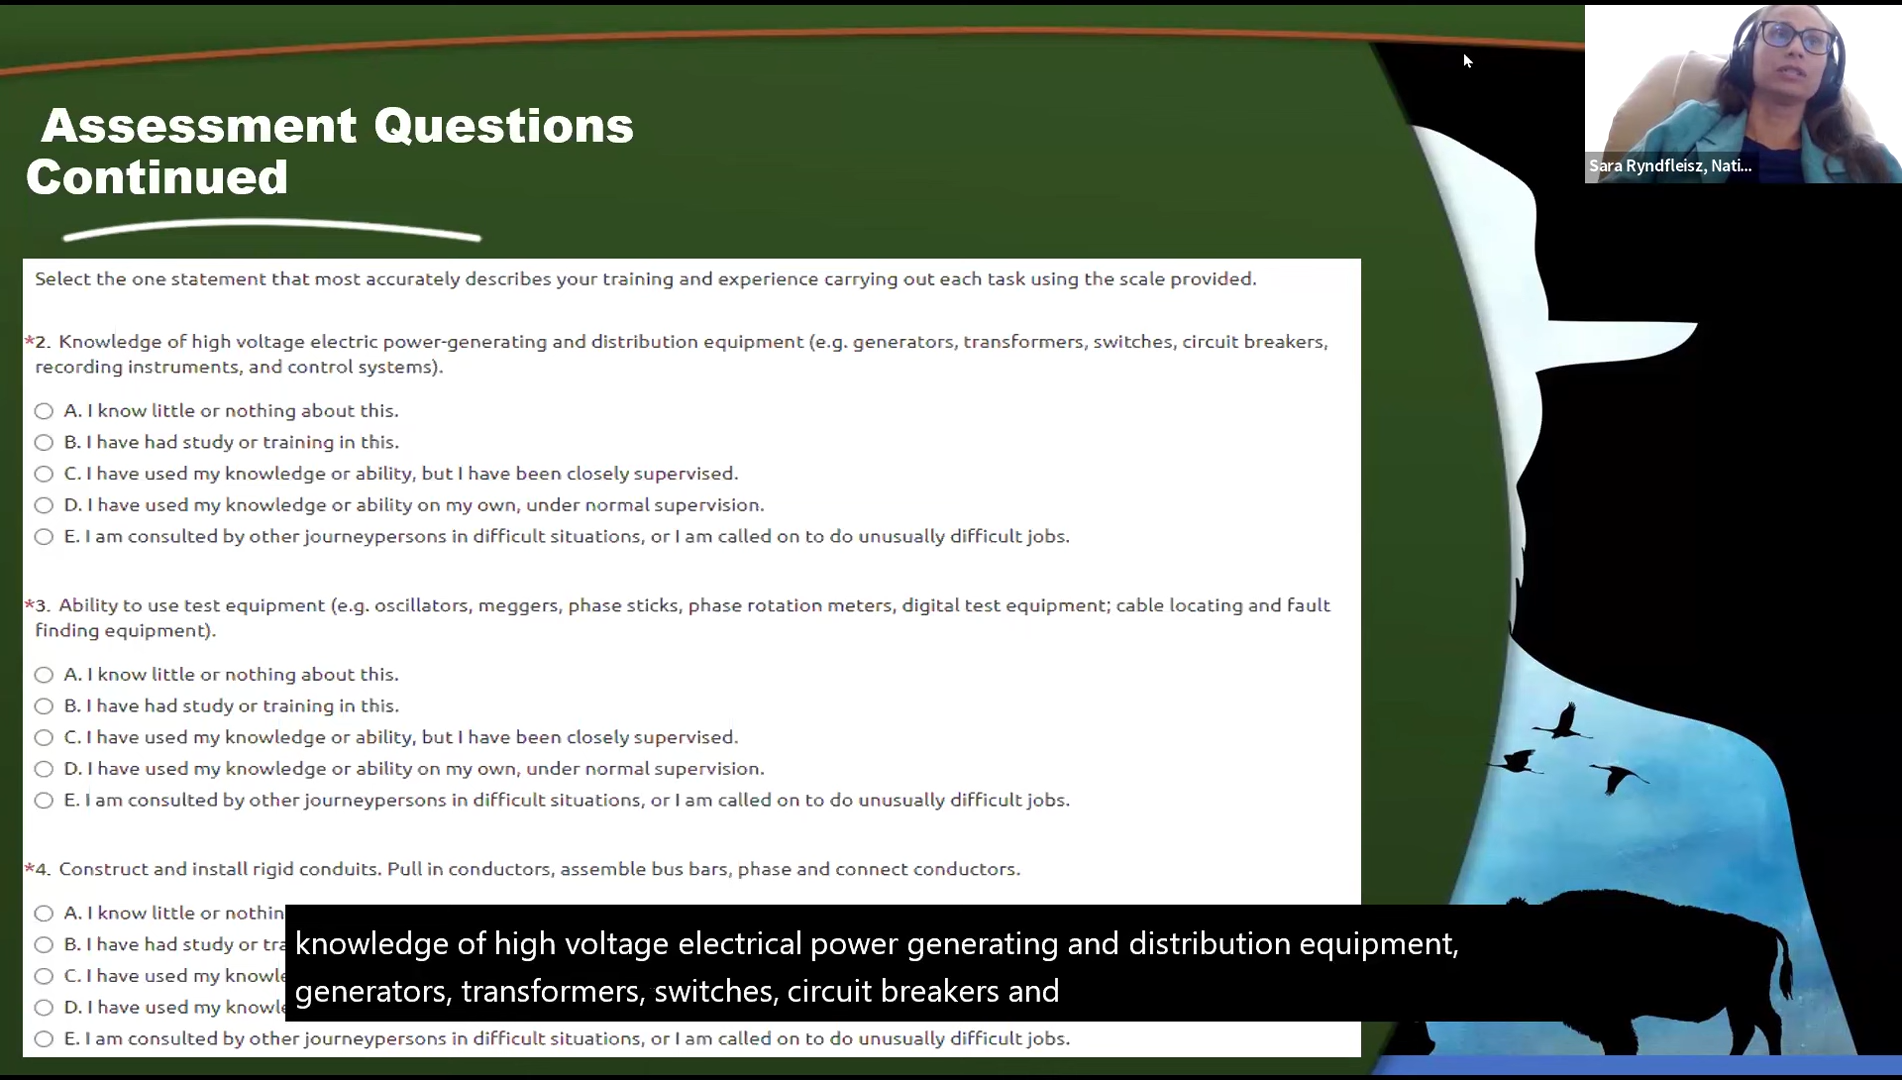 Assessment Questions
Continued
Sara Ryndfleisz, Nati...
Select the one statement that most accurately describes your training and experience carrying out each task using the scale provided.
*2. Knowledge of high voltage electric power-generating and distribution equipment (e.g. generators, transformers, switches, circuit breakers,
recording instruments, and control systems).
A. I know little or nothing about this.
B. I have had study or training in this.
C. I have used my knowledge or ability, but I have been closely supervised.
D. I have used my knowledge or ability on my own, under normal supervision.
E. I am consulted by other journeypersons in difficult situations, or I am called on to do unusually difficult jobs.
*3. Ability to use test equipment (e.g. oscillators, meggers, phase sticks, phase rotation meters, digital test equipment; cable locating and fault
finding equipment).
A. I know little or nothing about this.
B. I have had study or training in this.
C. I have used my knowledge or ability, but I have been closely supervised.
D. I have used my knowledge or ability on my own, under normal supervision.
E. I am consulted by other journeypersons in difficult situations, or I am called on to do unusually difficult jobs.
*4. Construct and install rigid conduits. Pull in conductors, assemble bus bars, phase and connect conductors.
A. I know little or nothin
B. I have had study or tra
C. I have used my knowle
D. I have used my knowle
E. I am consulted by other journeypersons in difficult situations, or I am called on to do unusually difficult jobs.
knowledge of high voltage electrical power generating and distribution equipment,
generators, transformers, switches, circuit breakers and